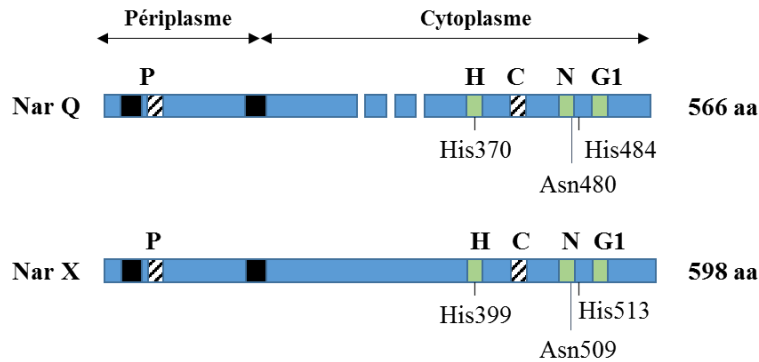 Périplasme Cytoplasme
P H C N G1
Nar Q 566 aa
His370 His484
Asn480
P H C N G1
Nar X 598 aa
His399 His513
Asn509